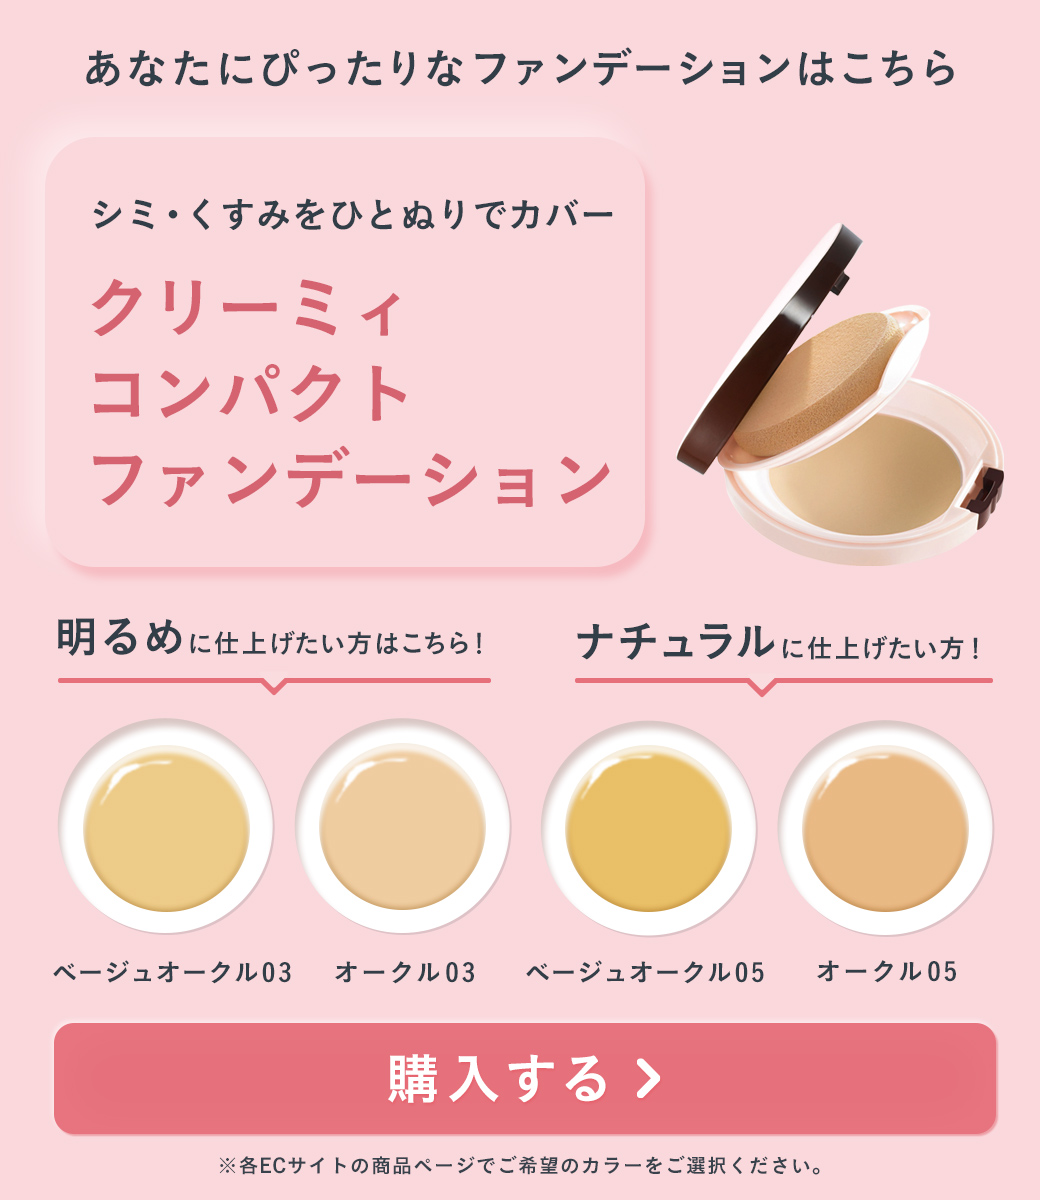 あなたにぴったりなファンデーションはこちら
シミ・くすみをひとぬりでカバー
クリーミィ
コンパクト
ファンデーション
明るめに仕上げたい方はこちら！
ナチュラルに仕上げたい方！
ベージュオークル03
オークル03
ベージュオークル05
オークル05
購入する
※各ECサイトの商品ページでご希望のカラーをご選択ください。